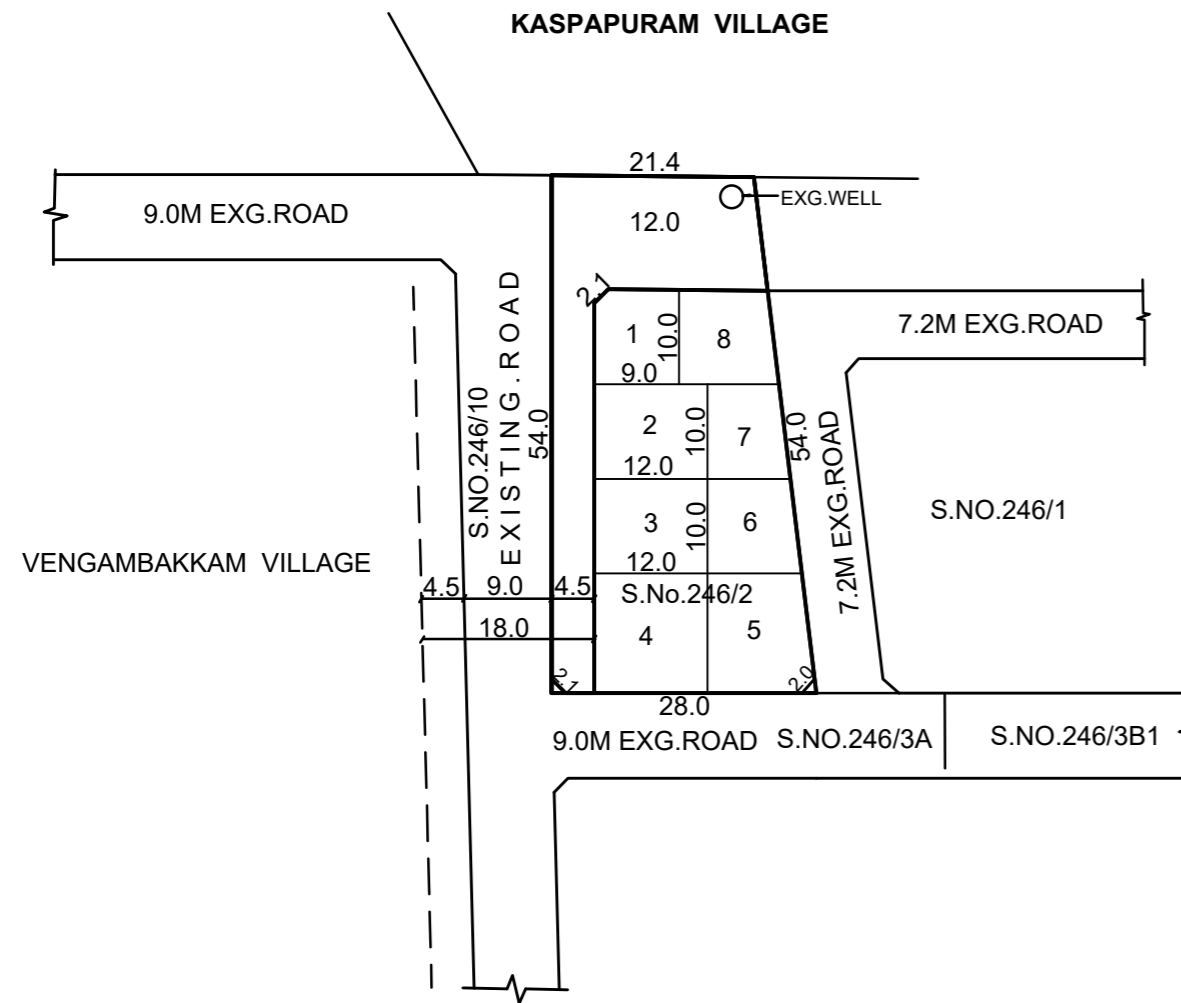 KASPAPURAM VILLAGE
21.4
EXG.WELL
9.0M EXG.ROAD
12.0
2.1
7.2M EXG.ROAD
1
10.0
8
9.0
S.NO.246/10
EXISTING.ROAD
54.0
2
10.0
7
54.0
12.0
7.2M EXG.ROAD
S.NO.246/1
3
10.0
6
12.0
VENGAMBAKKAM VILLAGE
4.5
9.0
4.5
S.No.246/2
18.0
4
5
2.1
2.0
28.0
9.0M EXG.ROAD
S.NO.246/3A
S.NO.246/3B1